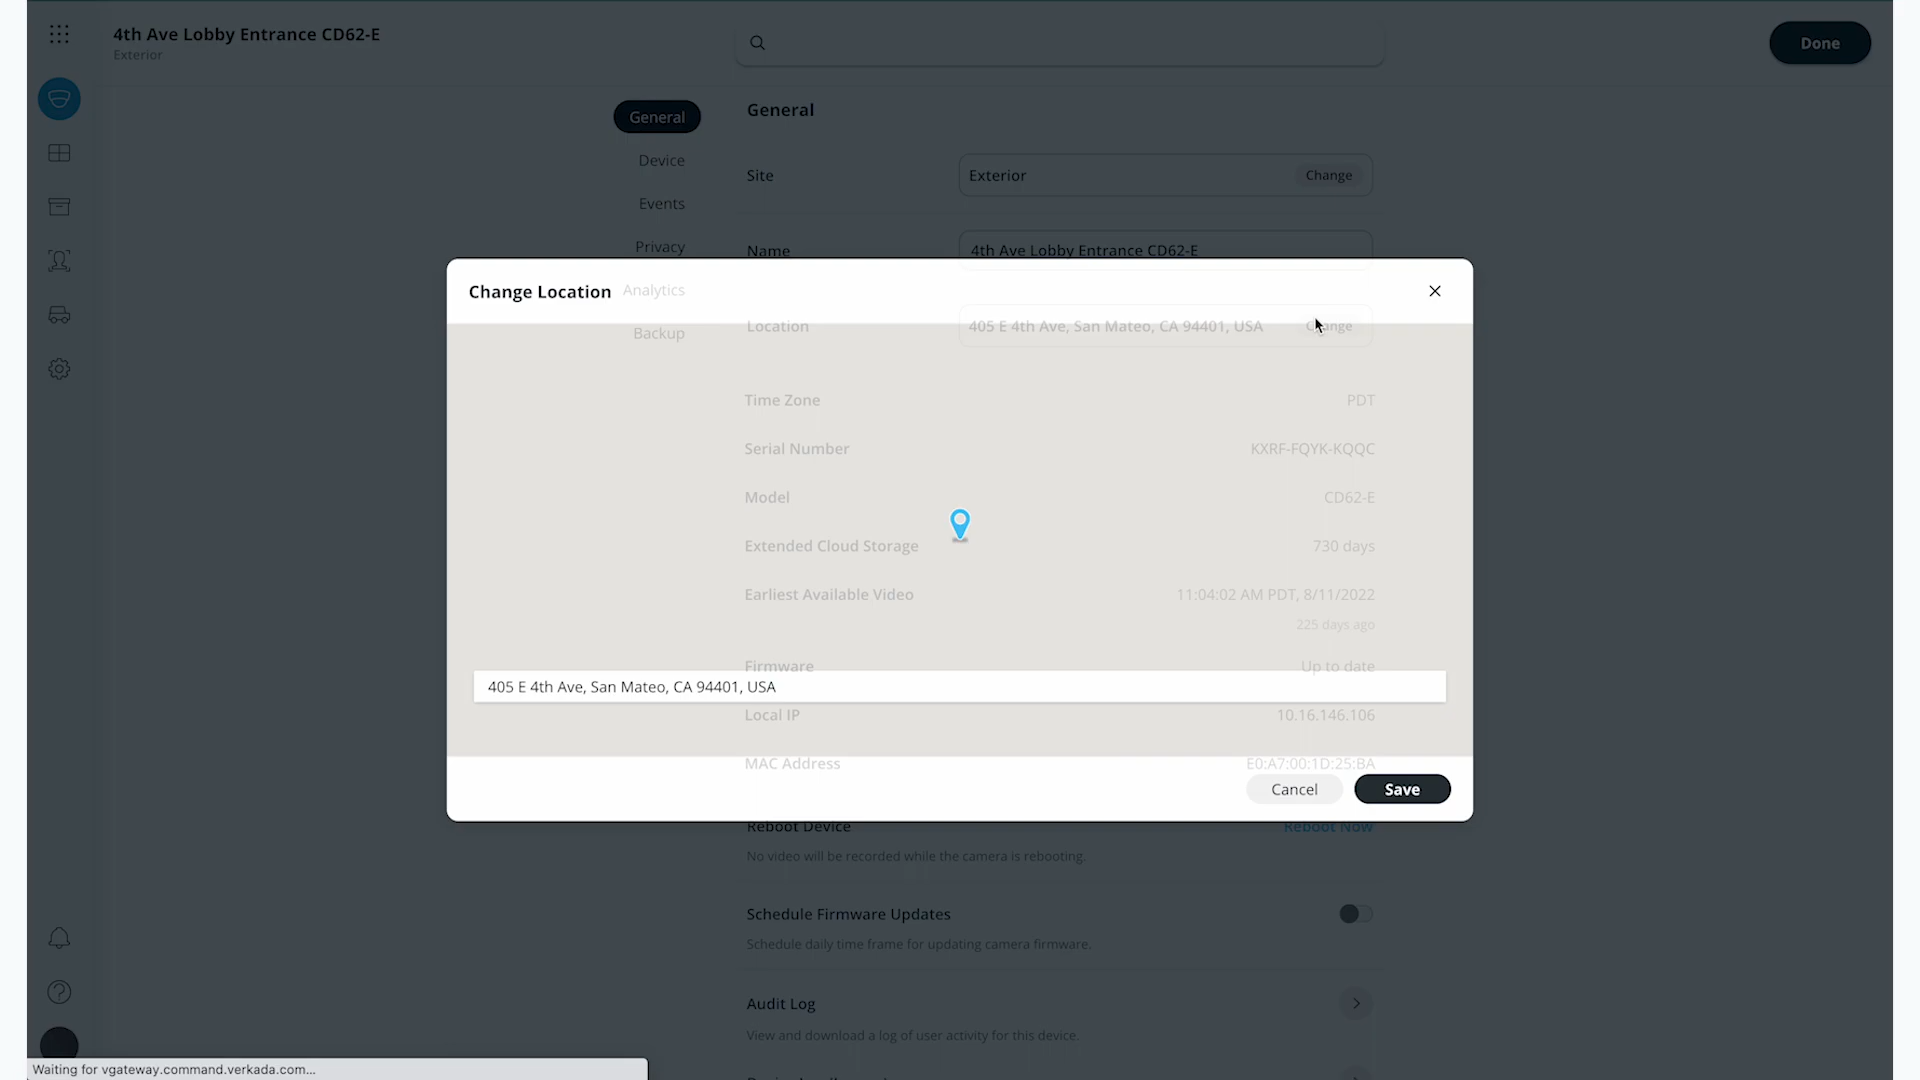 4th Ave Lobby Entrance CD62-E
Exterior
Done
General
Device
Events
Privacy
Analytics
Backup
General
Site
Exterior
Change
Name
4th Ave Lobby Entrance CD62-E
Change Location
Location
405 E 4th Ave, San Mateo, CA 94401, USA
Change
Time Zone
PDT
Serial Number
KXRF-FQYK-KQQC
Model
CD62-E
Extended Cloud Storage
730 days
Earliest Available Video
11:04:02 AM PDT, 8/11/2022
225 days ago
Firmware
Up to date
405 E 4th Ave, San Mateo, CA 94401, USA
Local IP
10.16.146.106
MAC Address
E0:A7:00:1D:25:BA
Cancel
Save
Reboot Device
Reboot Now
No video will be recorded while the camera is rebooting.
Schedule Firmware Updates
Schedule daily time frame for updating camera firmware.
Audit Log
View and download a log of user activity for this device.
Waiting for vgateway.command.verkada.com...